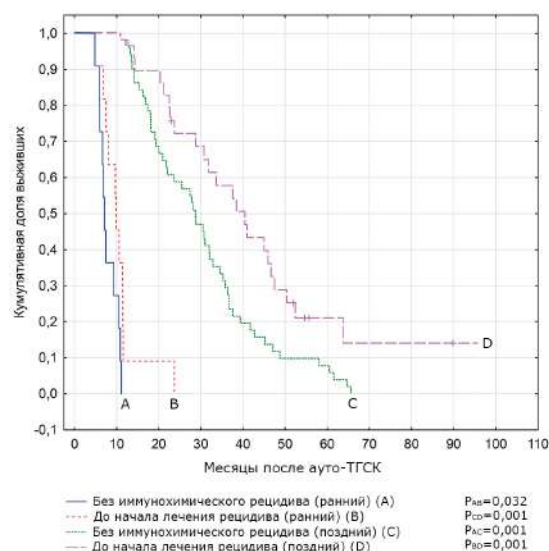 1,0
0,9
0,8
0,7
0,6
0,5
0,4
0,3
0,2
0,1
0,0
-0,1
Кумулятивная доля выживших
A
B
C
D
0 10 20 30 40 50 60 70 80 90 100 110
Месяцы после ауто-ТГСК
Без иммунохимического рецидива (ранний) (A) PAB=0,032
До начала лечения рецидива (ранний) (B) PCD=0,001
Без иммунохимического рецидива (поздний) (C) PAC=0,001
До начала лечения рецидива (поздний) (D) PBD=0,001